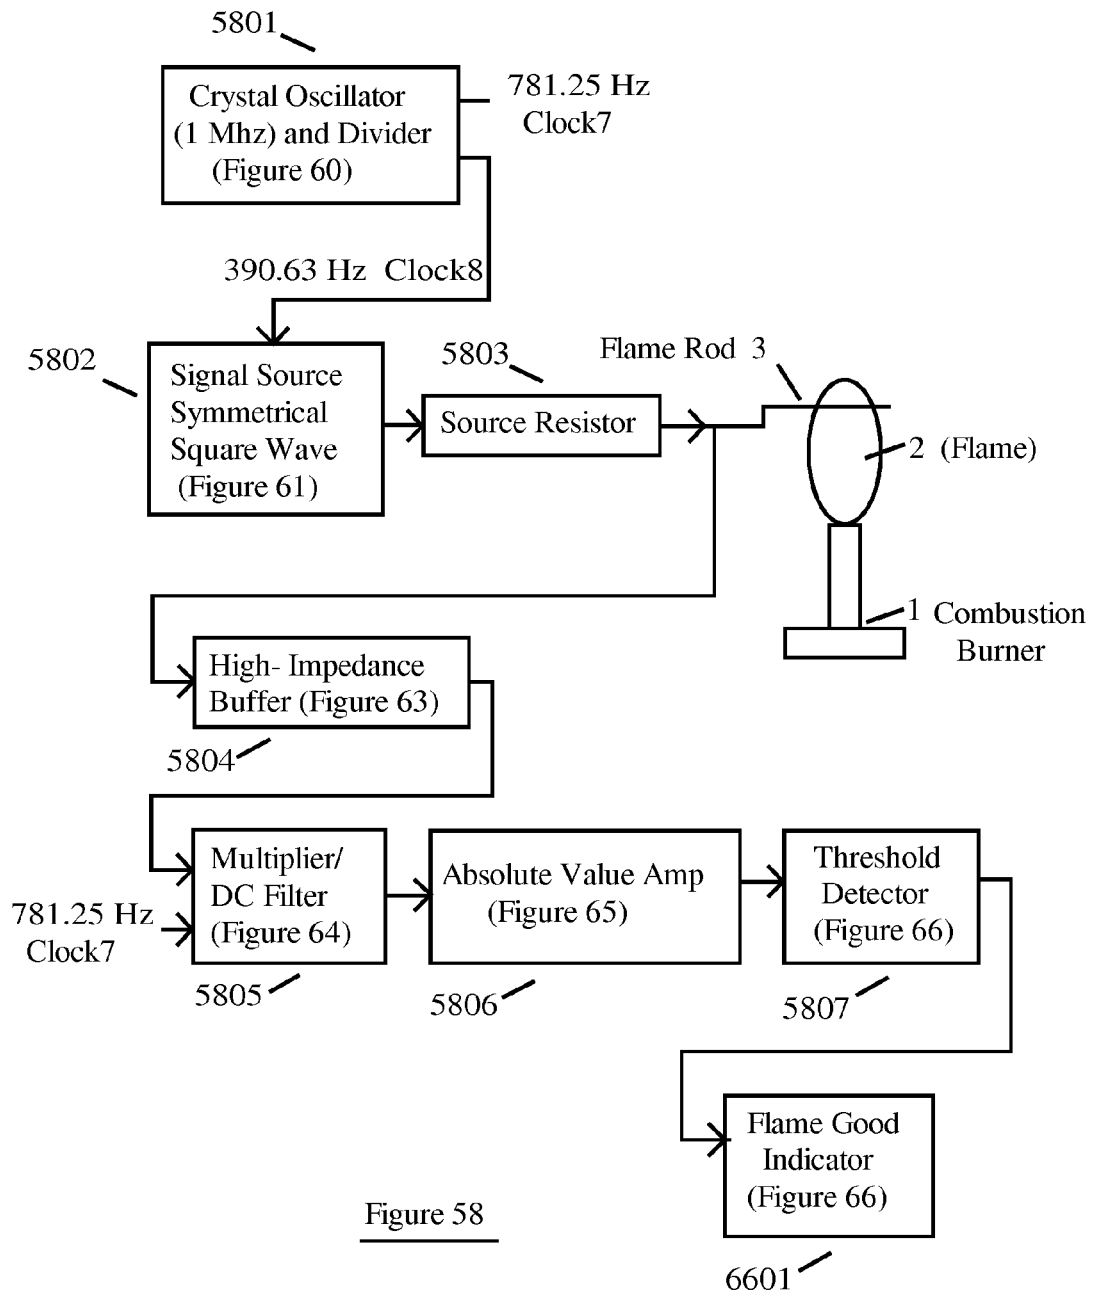 5801
Crystal Oscillator
(1 Mhz) and Divider
(Figure 60)
781.25 Hz
Clock7
390.63 Hz Clock8
5802
Signal Source
Symmetrical
Square Wave
(Figure 61)
5803
Source Resistor
Flame Rod 3
2 (Flame)
1 Combustion
Burner
High- Impedance
Buffer (Figure 63)
5804
781.25 Hz
Clock7
Multiplier/
DC Filter
(Figure 64)
5805
Absolute Value Amp
(Figure 65)
5806
Threshold
Detector
(Figure 66)
5807
Flame Good
Indicator
(Figure 66)
6601
Figure 58